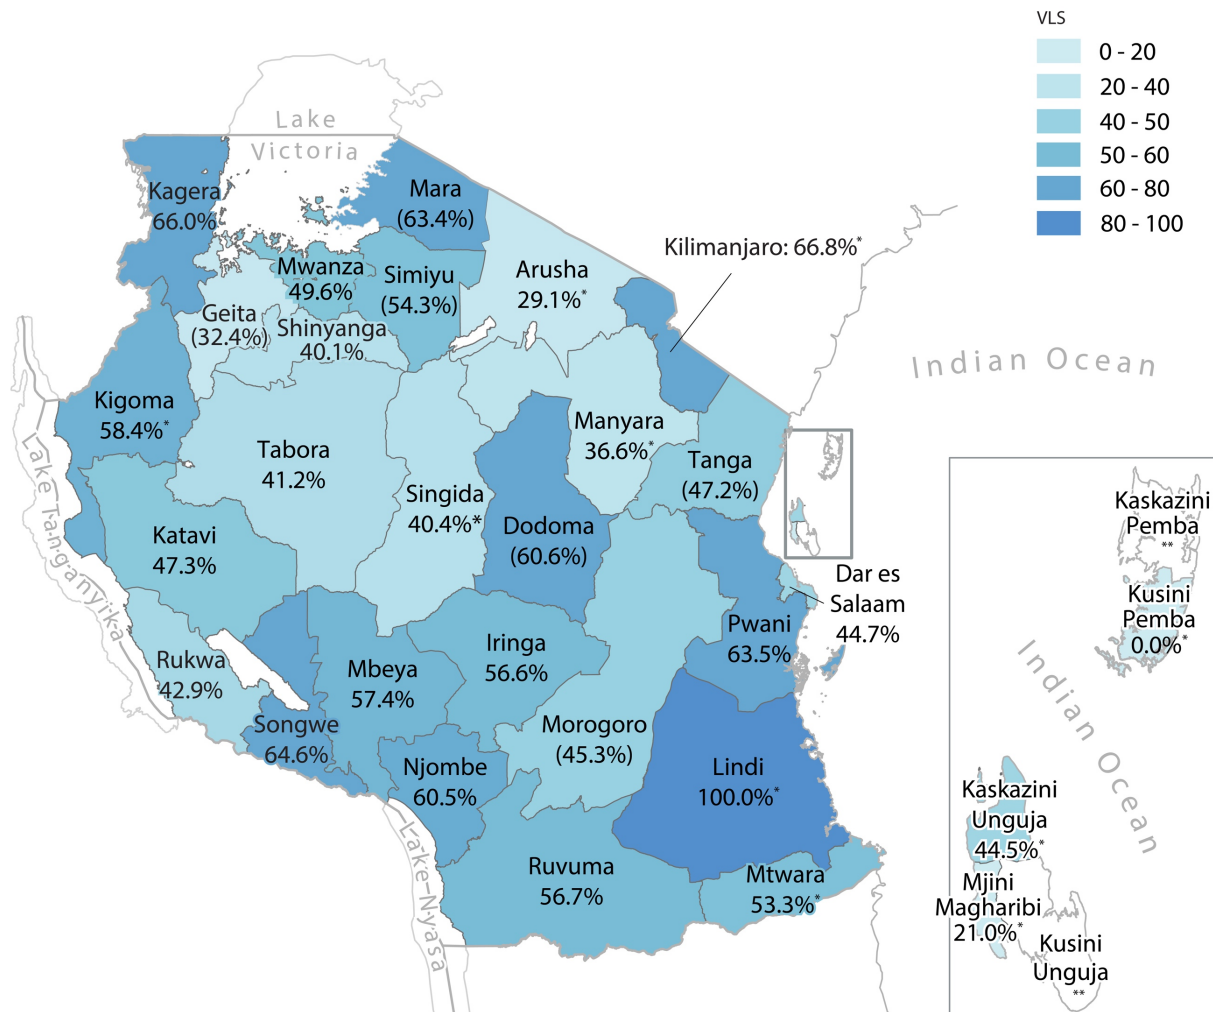 VLS
0 - 20
20 - 40
40 - 50
50 - 60
60 - 80
80 - 100
Lake
Victoria
Kagera
66.0%
Mara
(63.4%)
Kilimanjaro: 66.8%*
Mwanza
49.6%
Simiyu
(54.3%)
Arusha
29.1%*
Geita
(32.4%)
Shinyanga
40.1%
Indian Ocean
Kigoma
58.4%*
Tabora
41.2%
Manyara
36.6%*
Tanga
(47.2%)
Singida
40.4%*
Dodoma
(60.6%)
Lake Tanganyika
Katavi
47.3%
Dar es
Salaam
44.7%
Pwani
63.5%
Rukwa
42.9%
Mbeya
57.4%
Iringa
56.6%
Songwe
64.6%
Njombe
60.5%
Morogoro
(45.3%)
Lindi
100.0%*
Lake Nyasa
Ruvuma
56.7%
Mtwara
53.3%*
Kaskazini
Pemba
**
Kusini
Pemba
0.0%*
Indian Ocean
Kaskazini
Unguja
44.5%*
Mjini
Magharibi
21.0%*
Kusini
Unguja
**